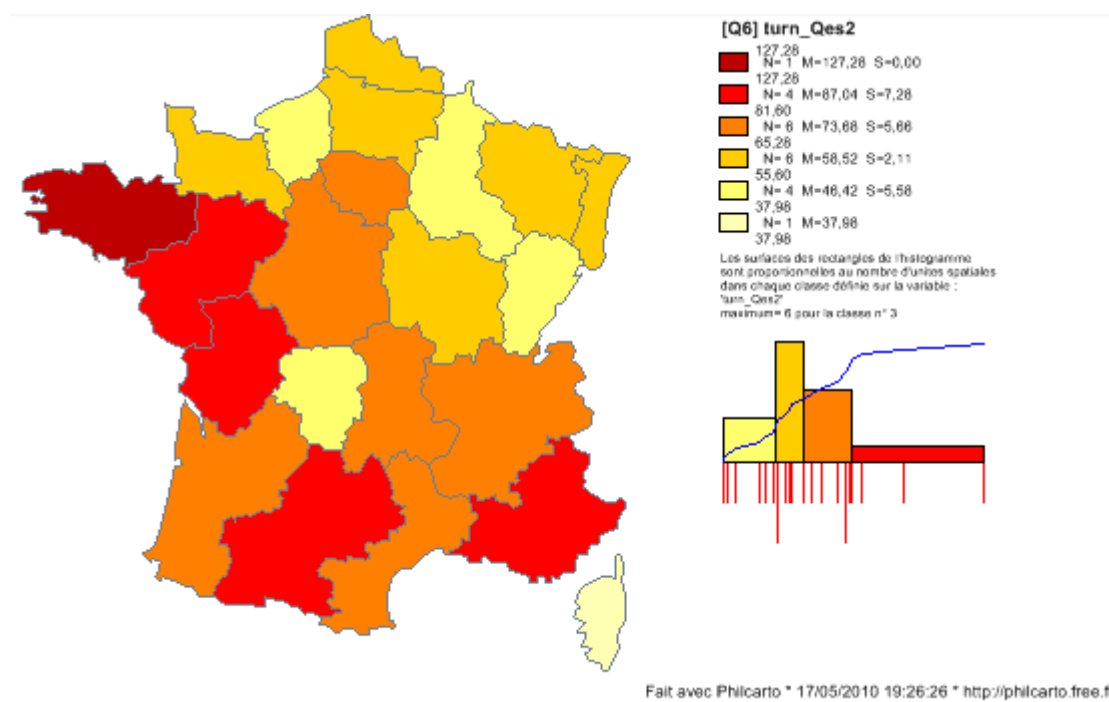 [Q6] turn_Qes2
127,28
N= 1 M=127,28 S=0,00
127,28
N= 4 M=87,04 S=7,28
81,60
N= 6 M=73,68 S=5,66
65,28
N= 6 M=58,52 S=2,11
55,60
N= 4 M=46,42 S=5,58
37,98
N= 1 M=37,98
37,98
Les surfaces des rectangles de l'histogramme
sont proportionnelles au nombre d'unites spatiales
dans chaque classe définie sur la variable :
'turn_Qes2'
maximum= 6 pour la classe n° 3
Fait avec Philcarto * 17/05/2010 19:26:26 * http://philcarto.free.f